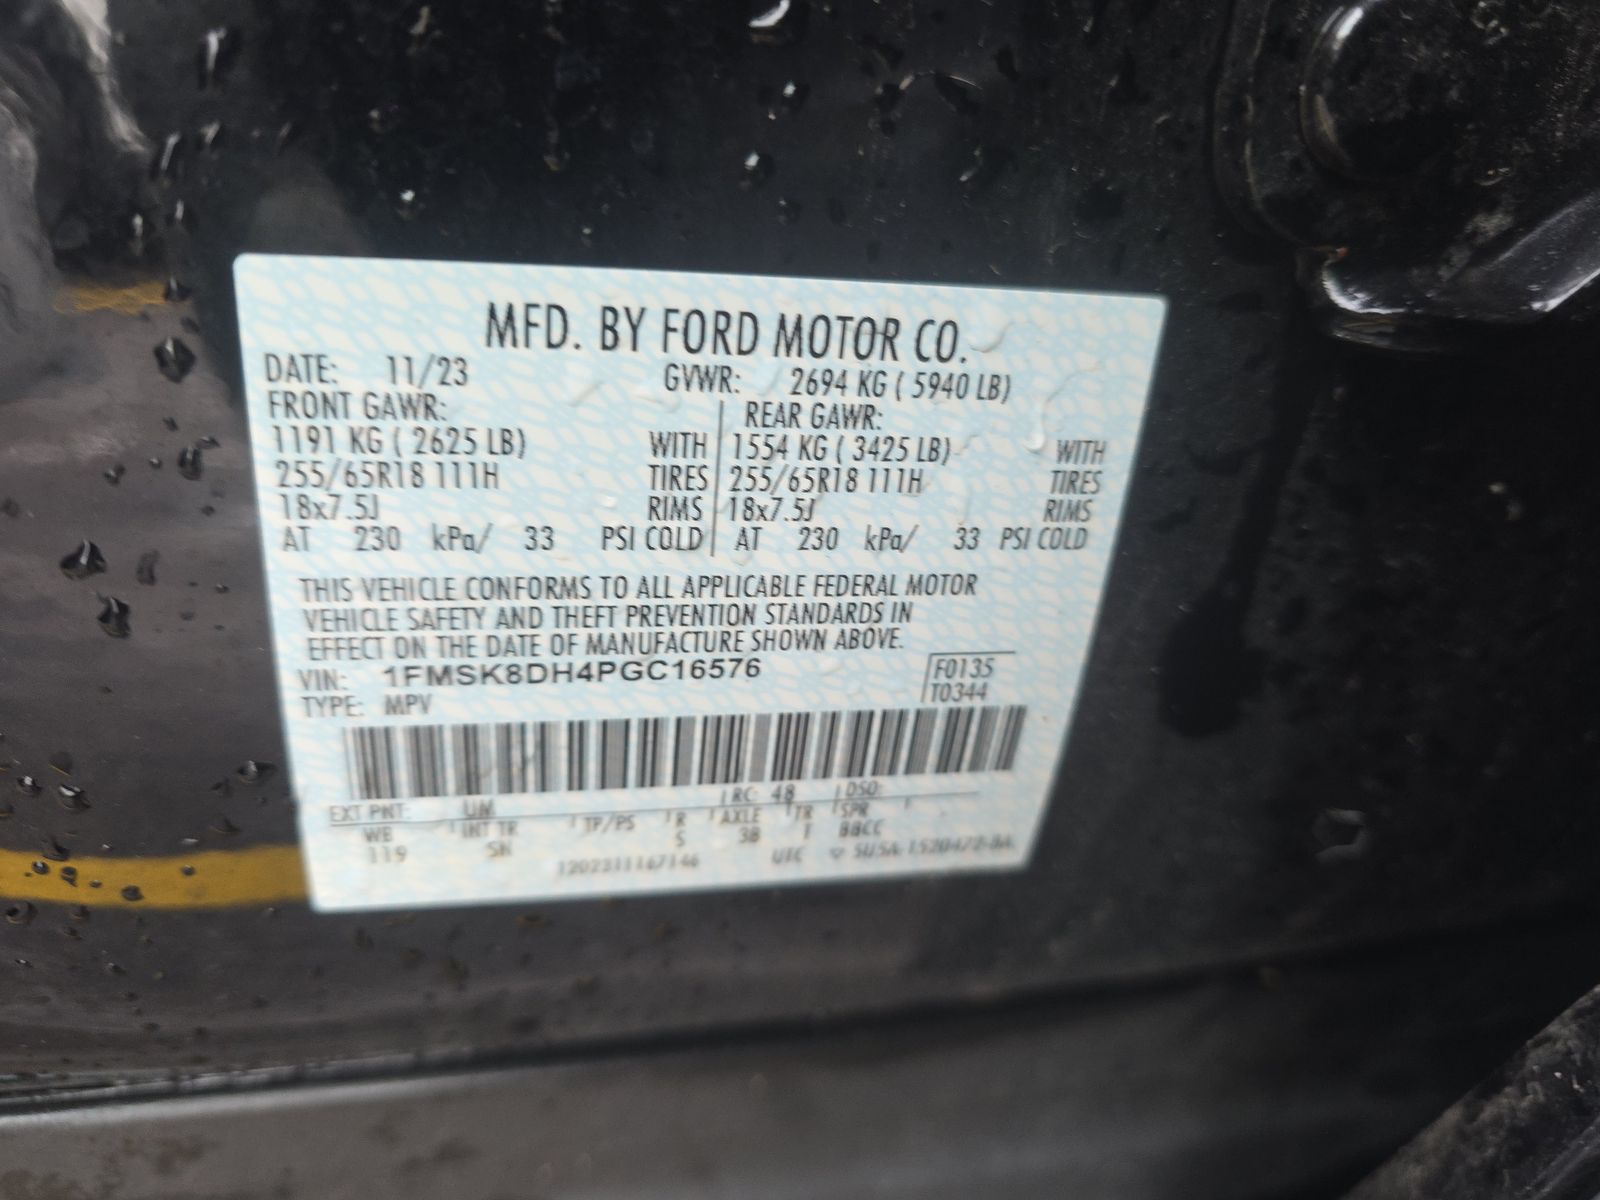 MFD. BY FORD MOTOR CO.
DATE: 11/23 GVWR: 2694 KG ( 5940 LB)
FRONT GAWR: REAR GAWR:
1191 KG ( 2625 LB) WITH 1554 KG ( 3425 LB) WITH
255/65R18 111H TIRES 255/65R18 111H TIRES
18x7.5J RIMS 18x7.5J RIMS
AT 230 kPa/ 33 PSI COLD AT 230 kPa/ 33 PSI COLD
THIS VEHICLE CONFORMS TO ALL APPLICABLE FEDERAL MOTOR
VEHICLE SAFETY AND THEFT PREVENTION STANDARDS IN
EFFECT ON THE DATE OF MANUFACTURE SHOWN ABOVE.
VIN: 1FMSK8DH4PGC16576 F0135
TYPE: MPV T0344
EXT PNT: UM RC: 48 DSO:
WB INT TR TP/PS R AXLE TR SPR
119 SN S 3B BBCC
UTC